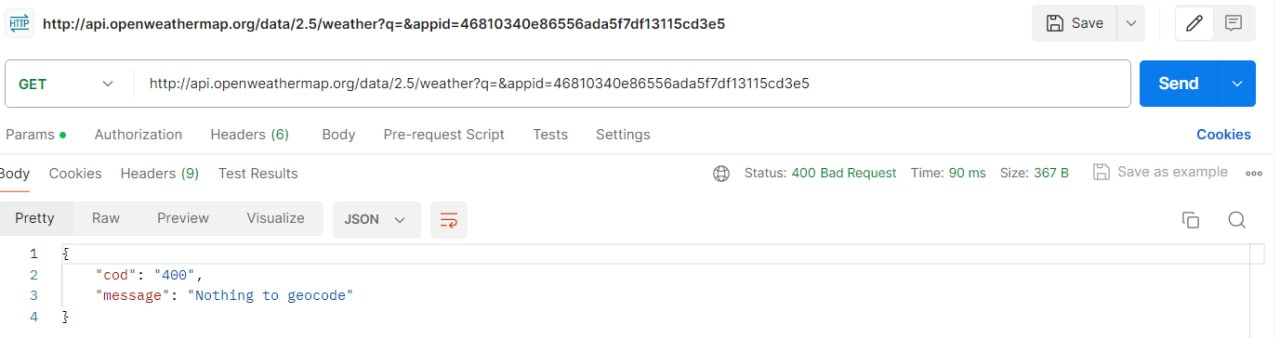 HTTP http://api.openweathermap.org/data/2.5/weather?q=&appid=46810340e86556ada5f7df13115cd3e5 Save
GET http://api.openweathermap.org/data/2.5/weather?q=&appid=46810340e86556ada5f7df13115cd3e5 Send
Params Authorization Headers (6) Body Pre-request Script Tests Settings Cookies
Body Cookies Headers (9) Test Results Status: 400 Bad Request Time: 90 ms Size: 367 B Save as example
Pretty Raw Preview Visualize JSON
1 {
2 "cod": "400",
3 "message": "Nothing to geocode"
4 }